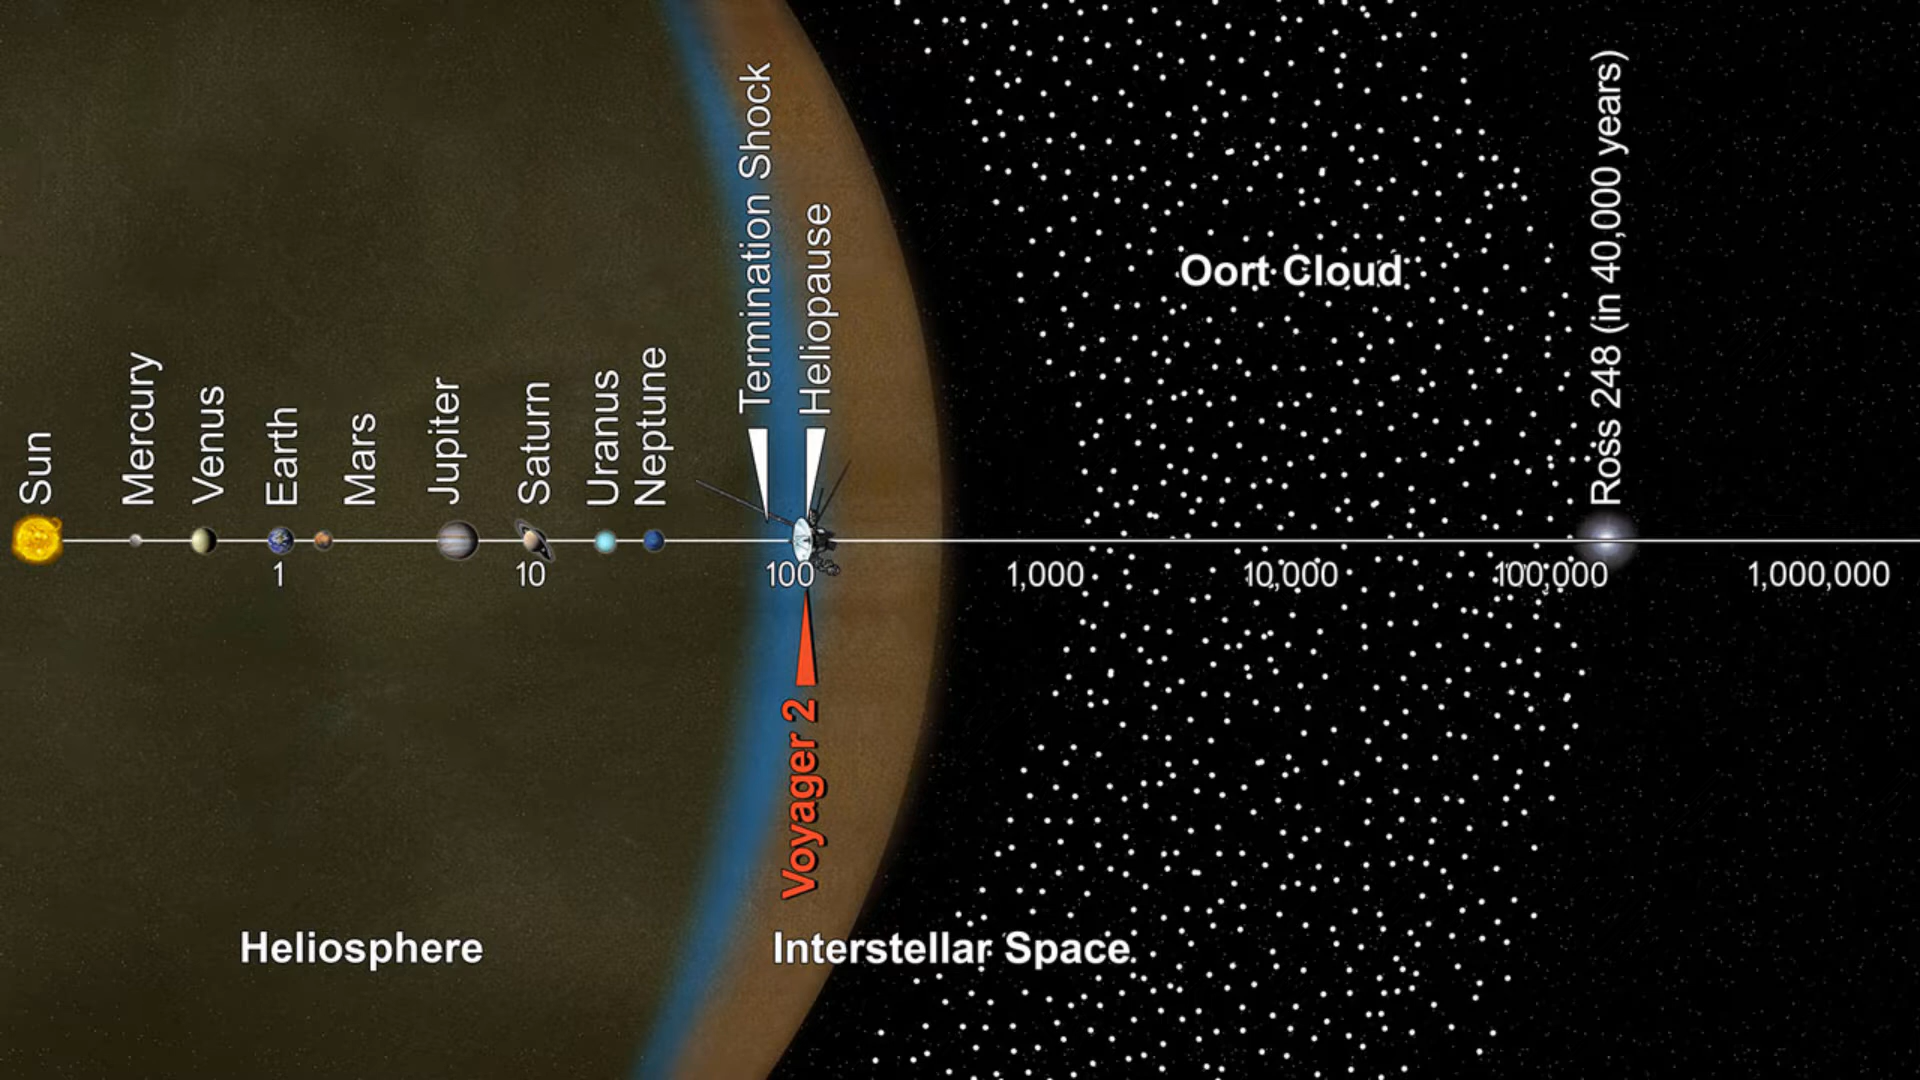 Sun
Mercury
Venus
Earth
Mars
Jupiter
Saturn
Uranus
Neptune
Termination Shock
Heliopause
Oort Cloud
Ross 248 (in 40,000 years)
1
10
100
1,000
10,000
100,000
1,000,000
Voyager 2
Heliosphere
Interstellar Space